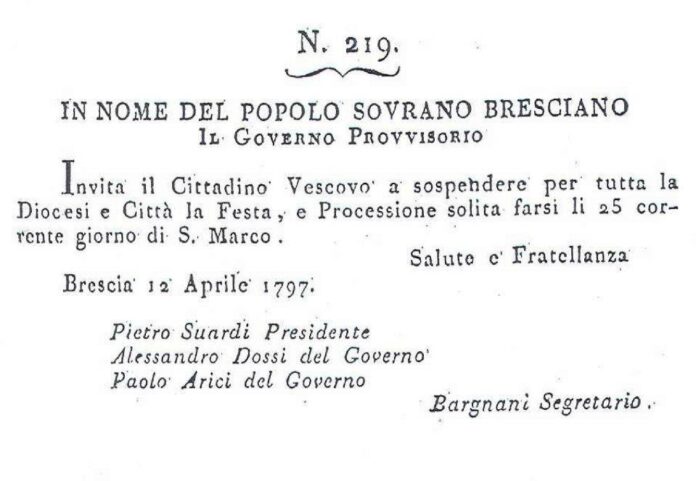 N. 219.
IN NOME DEL POPOLO SOVRANO BRESCIANO
IL GOVERNO PROVVISORIO
Invita il Cittadino Vescovo a sospendere per tutta la
Diocesi e Città la Festa, e Processione solita farsi li 25 cor-
rente giorno di S. Marco.
Salute e Fratellanza
Brescia 12 Aprile 1797.
Pietro Suardi Presidente
Alessandro Dossi del Governo
Paolo Arici del Governo
Bargnani Segretario.